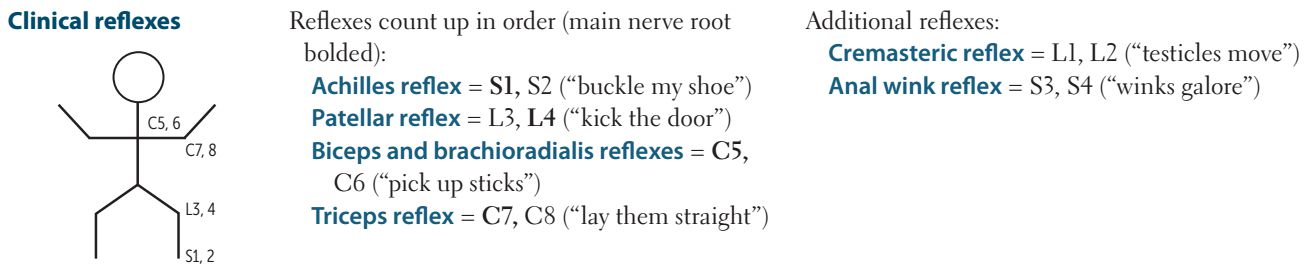 Clinical reflexes
C5, 6
C7, 8
L3, 4
S1, 2
Reflexes count up in order (main nerve root
bolded):
Achilles reflex = S1, S2 (“buckle my shoe”)
Patellar reflex = L3, L4 (“kick the door”)
Biceps and brachioradialis reflexes = C5,
C6 (“pick up sticks”)
Triceps reflex = C7, C8 (“lay them straight”)
Additional reflexes:
Cremasteric reflex = L1, L2 (“testicles move”)
Anal wink reflex = S3, S4 (“winks galore”)